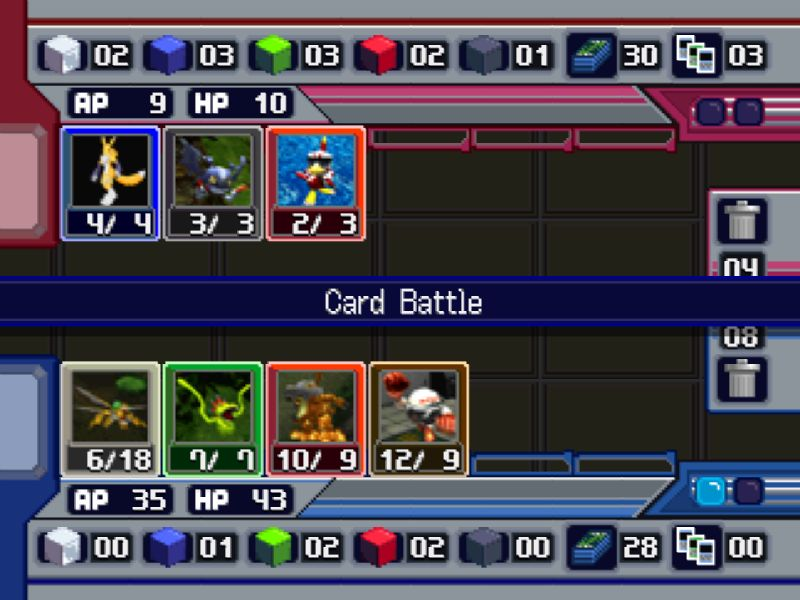 02 03 03 02 01 30 03
AP 9 HP 10
4/ 4 3/ 3 2/ 3
04
Card Battle
08
6/18 7/ 7 10/ 9 12/ 9
AP 35 HP 43
00 01 02 02 00 28 00